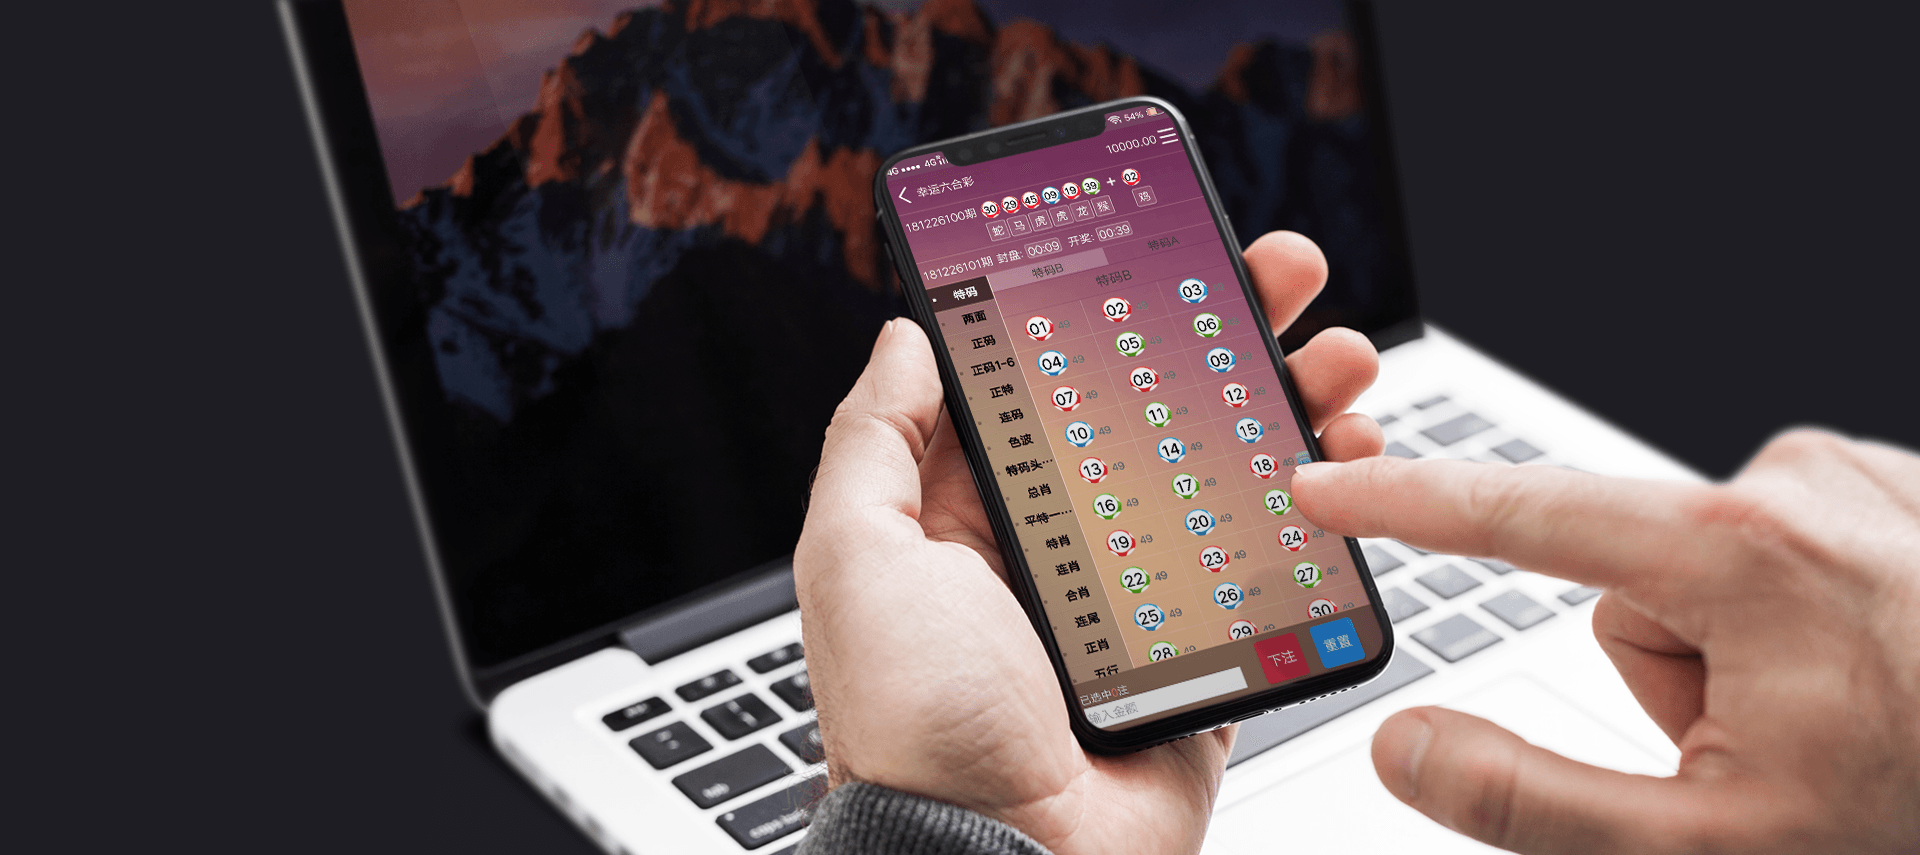 4G 4G 54%
10000.00
幸运六合彩
181226100期 30 29 45 09 19 39 + 02
蛇 马 虎 虎 龙 猴 鸡
181226101期 封盘: 00:09 开奖: 00:39
特码B 特码A
特码
两面
正码
正码1-6
正特
连码
色波
特码头…
总肖
平特一…
特肖
连肖
合肖
连尾
正肖
五行
特码B
01 49 02 03
04 49 05 49 06
07 49 08 49 09 49
10 49 11 49 12 49
13 49 14 49 15 49
16 49 17 49 18 49
19 49 20 49 21
22 49 23 49 24 49
25 49 26 49 27 49
28 49 29 49 30 49
已选中0注
输入金额
下注 重置
tab
caps lock